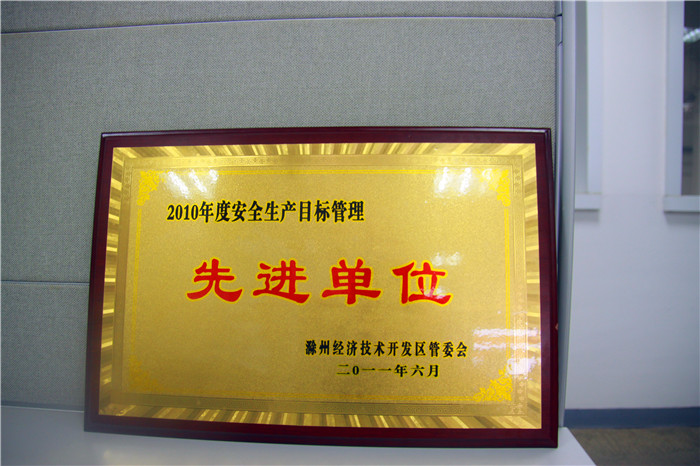 2010年度安全生产目标管理
先进单位
滁州经济技术开发区管委会
二0一一年六月